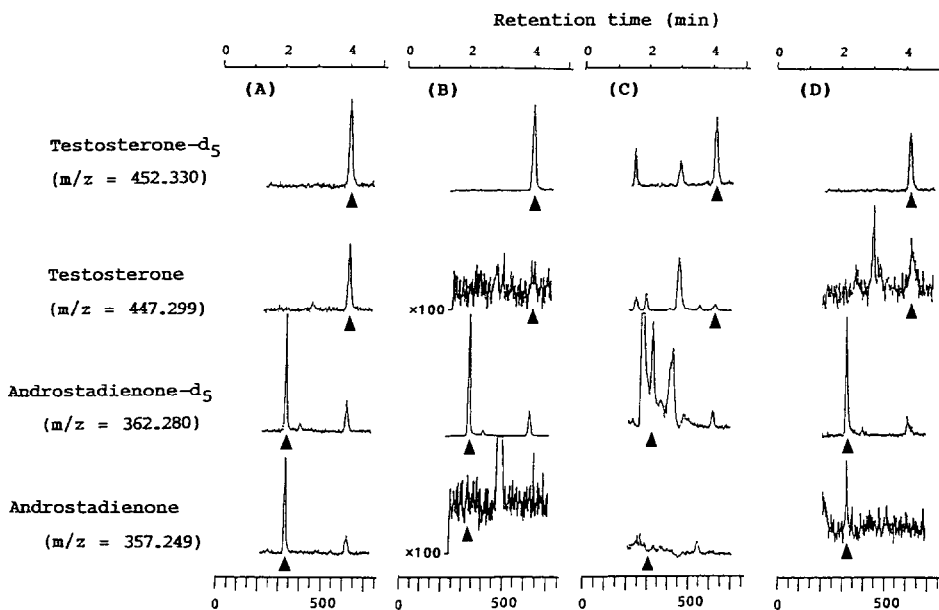 Retention time (min)
0 2 4 0 2 4 0 2 4 0 2 4
(A) (B) (C) (D)
Testosterone-d5
(m/z = 452.330)
Testosterone
(m/z = 447.299)
×100
Androstadienone-d5
(m/z = 362.280)
Androstadienone
(m/z = 357.249)
×100
0 500 0 500 0 500 0 500